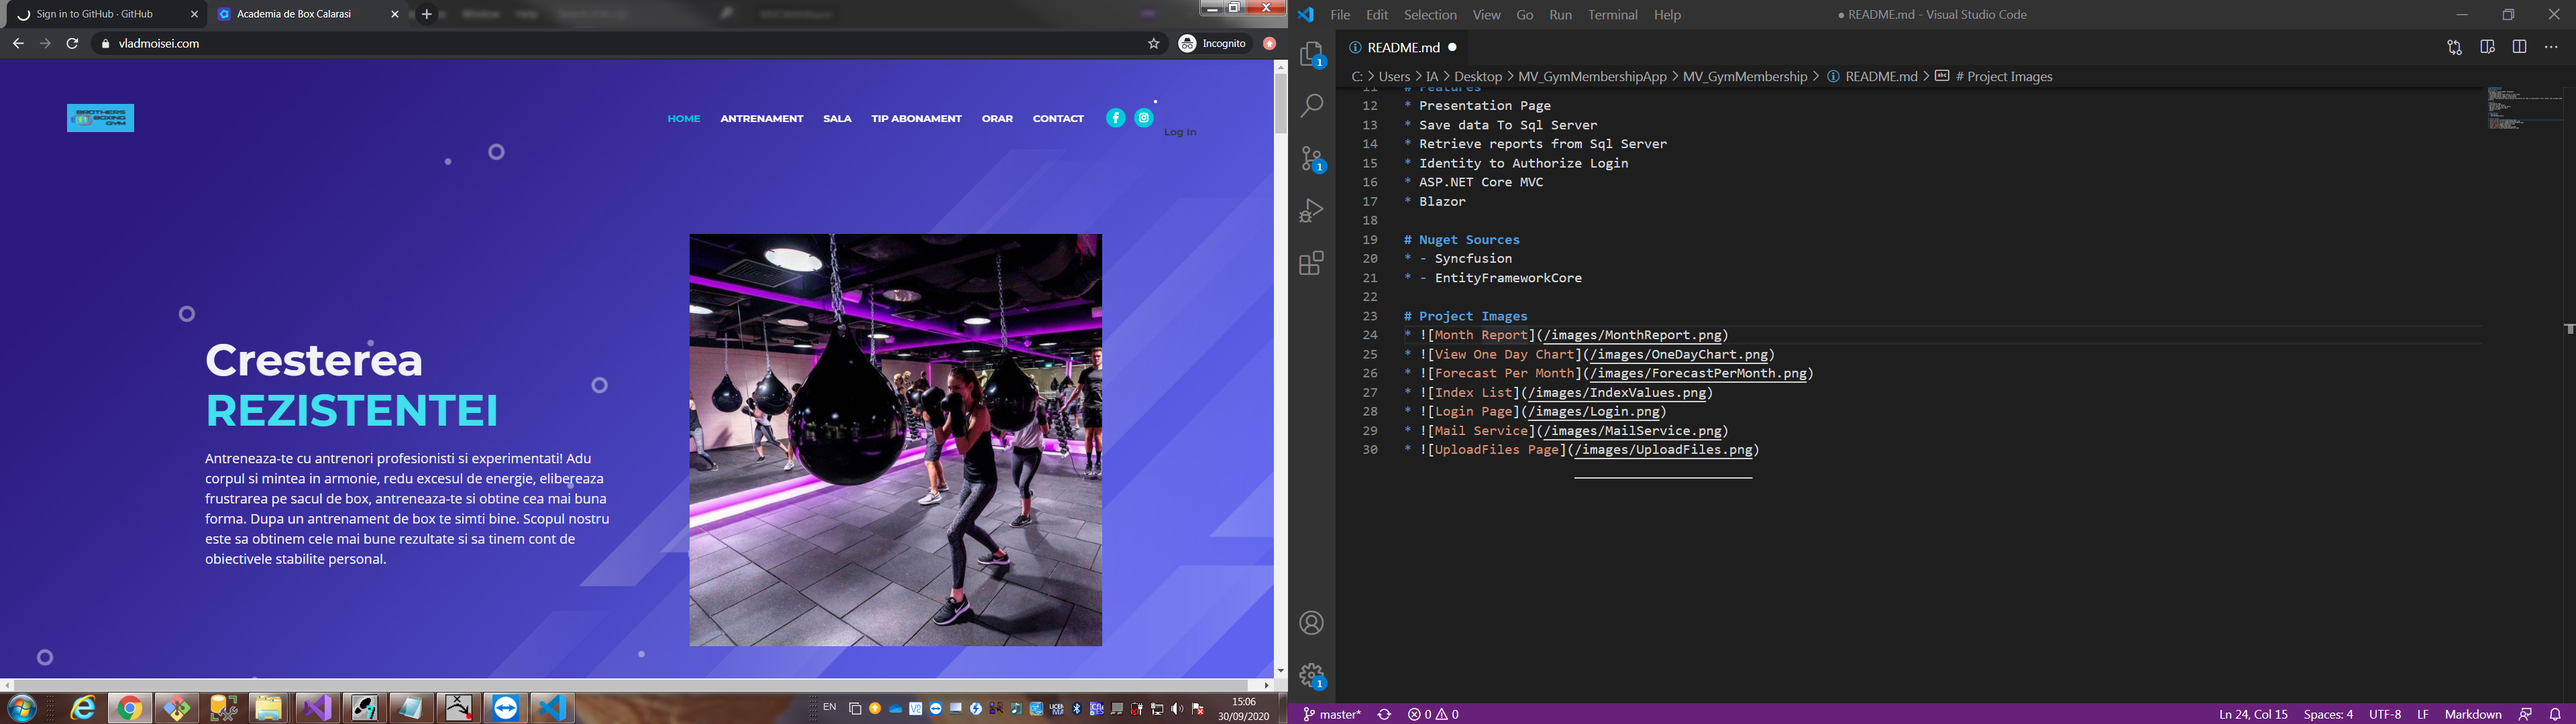 Sign in to GitHub · GitHub
Academia de Box Calarasi
vladmoisei.com
Incognito
BROTHERS
BOXING
GYM
HOME
ANTRENAMENT
SALA
TIP ABONAMENT
ORAR
CONTACT
Log In
Cresterea
REZISTENTEI
Antreneaza-te cu antrenori profesionisti si experimentati! Adu
corpul si mintea in armonie, redu excesul de energie, elibereaza
frustrarea pe sacul de box, antreneaza-te si obtine cea mai buna
forma. Dupa un antrenament de box te simti bine. Scopul nostru
este sa obtinem cele mai bune rezultate si sa tinem cont de
obiectivele stabilite personal.
EN
15:06
30/09/2020
File Edit Selection View Go Run Terminal Help
● README.md - Visual Studio Code
README.md
C: > Users > IA > Desktop > MV_GymMembershipApp > MV_GymMembership > README.md > # Project Images
11 # Features
12 * Presentation Page
13 * Save data To Sql Server
14 * Retrieve reports from Sql Server
15 * Identity to Authorize Login
16 * ASP.NET Core MVC
17 * Blazor
18
19 # Nuget Sources
20 * - Syncfusion
21 * - EntityFrameworkCore
22
23 # Project Images
24 * ![Month Report](/images/MonthReport.png)
25 * ![View One Day Chart](/images/OneDayChart.png)
26 * ![Forecast Per Month](/images/ForecastPerMonth.png)
27 * ![Index List](/images/IndexValues.png)
28 * ![Login Page](/images/Login.png)
29 * ![Mail Service](/images/MailService.png)
30 * ![UploadFiles Page](/images/UploadFiles.png)
1
1
1
master*
0 0
Ln 24, Col 15
Spaces: 4
UTF-8
LF
Markdown